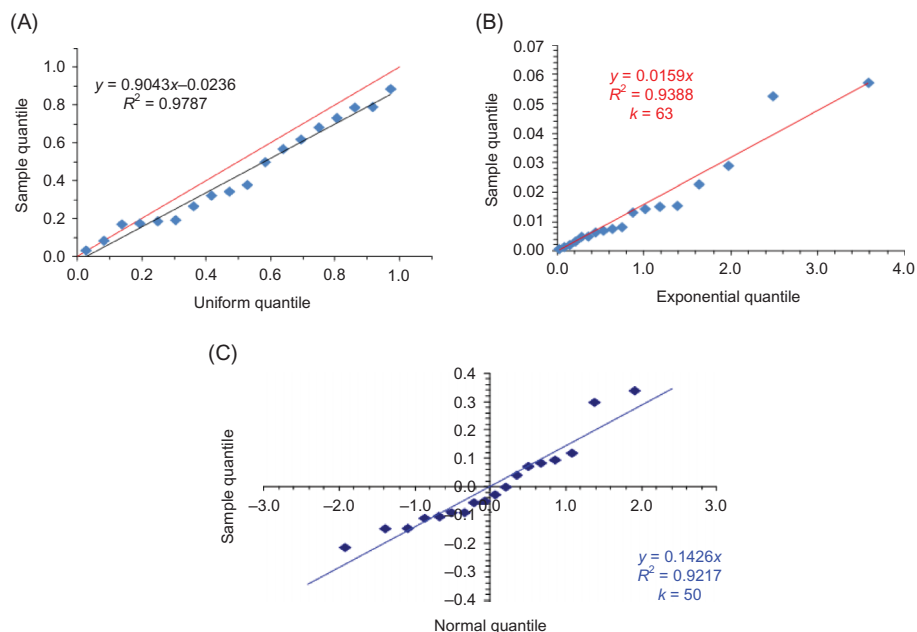 (A)
Sample quantile
1.0
0.8
0.6
0.4
0.2
0.0
y = 0.9043x–0.0236
R² = 0.9787
0.0 0.2 0.4 0.6 0.8 1.0
Uniform quantile
(B)
Sample quantile
0.07
0.06
0.05
0.04
0.03
0.02
0.01
0.00
y = 0.0159x
R² = 0.9388
k = 63
0.0 1.0 2.0 3.0 4.0
Exponential quantile
(C)
Sample quantile
0.4
0.3
0.2
0.1
0.0
–0.1
–0.2
–0.3
–0.4
–3.0 –2.0 –1.0 0.0 1.0 2.0 3.0
y = 0.1426x
R² = 0.9217
k = 50
Normal quantile